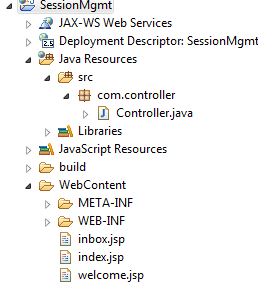 SessionMgmt
JAX-WS Web Services
Deployment Descriptor: SessionMgmt
Java Resources
src
com.controller
Controller.java
Libraries
JavaScript Resources
build
WebContent
META-INF
WEB-INF
inbox.jsp
index.jsp
welcome.jsp